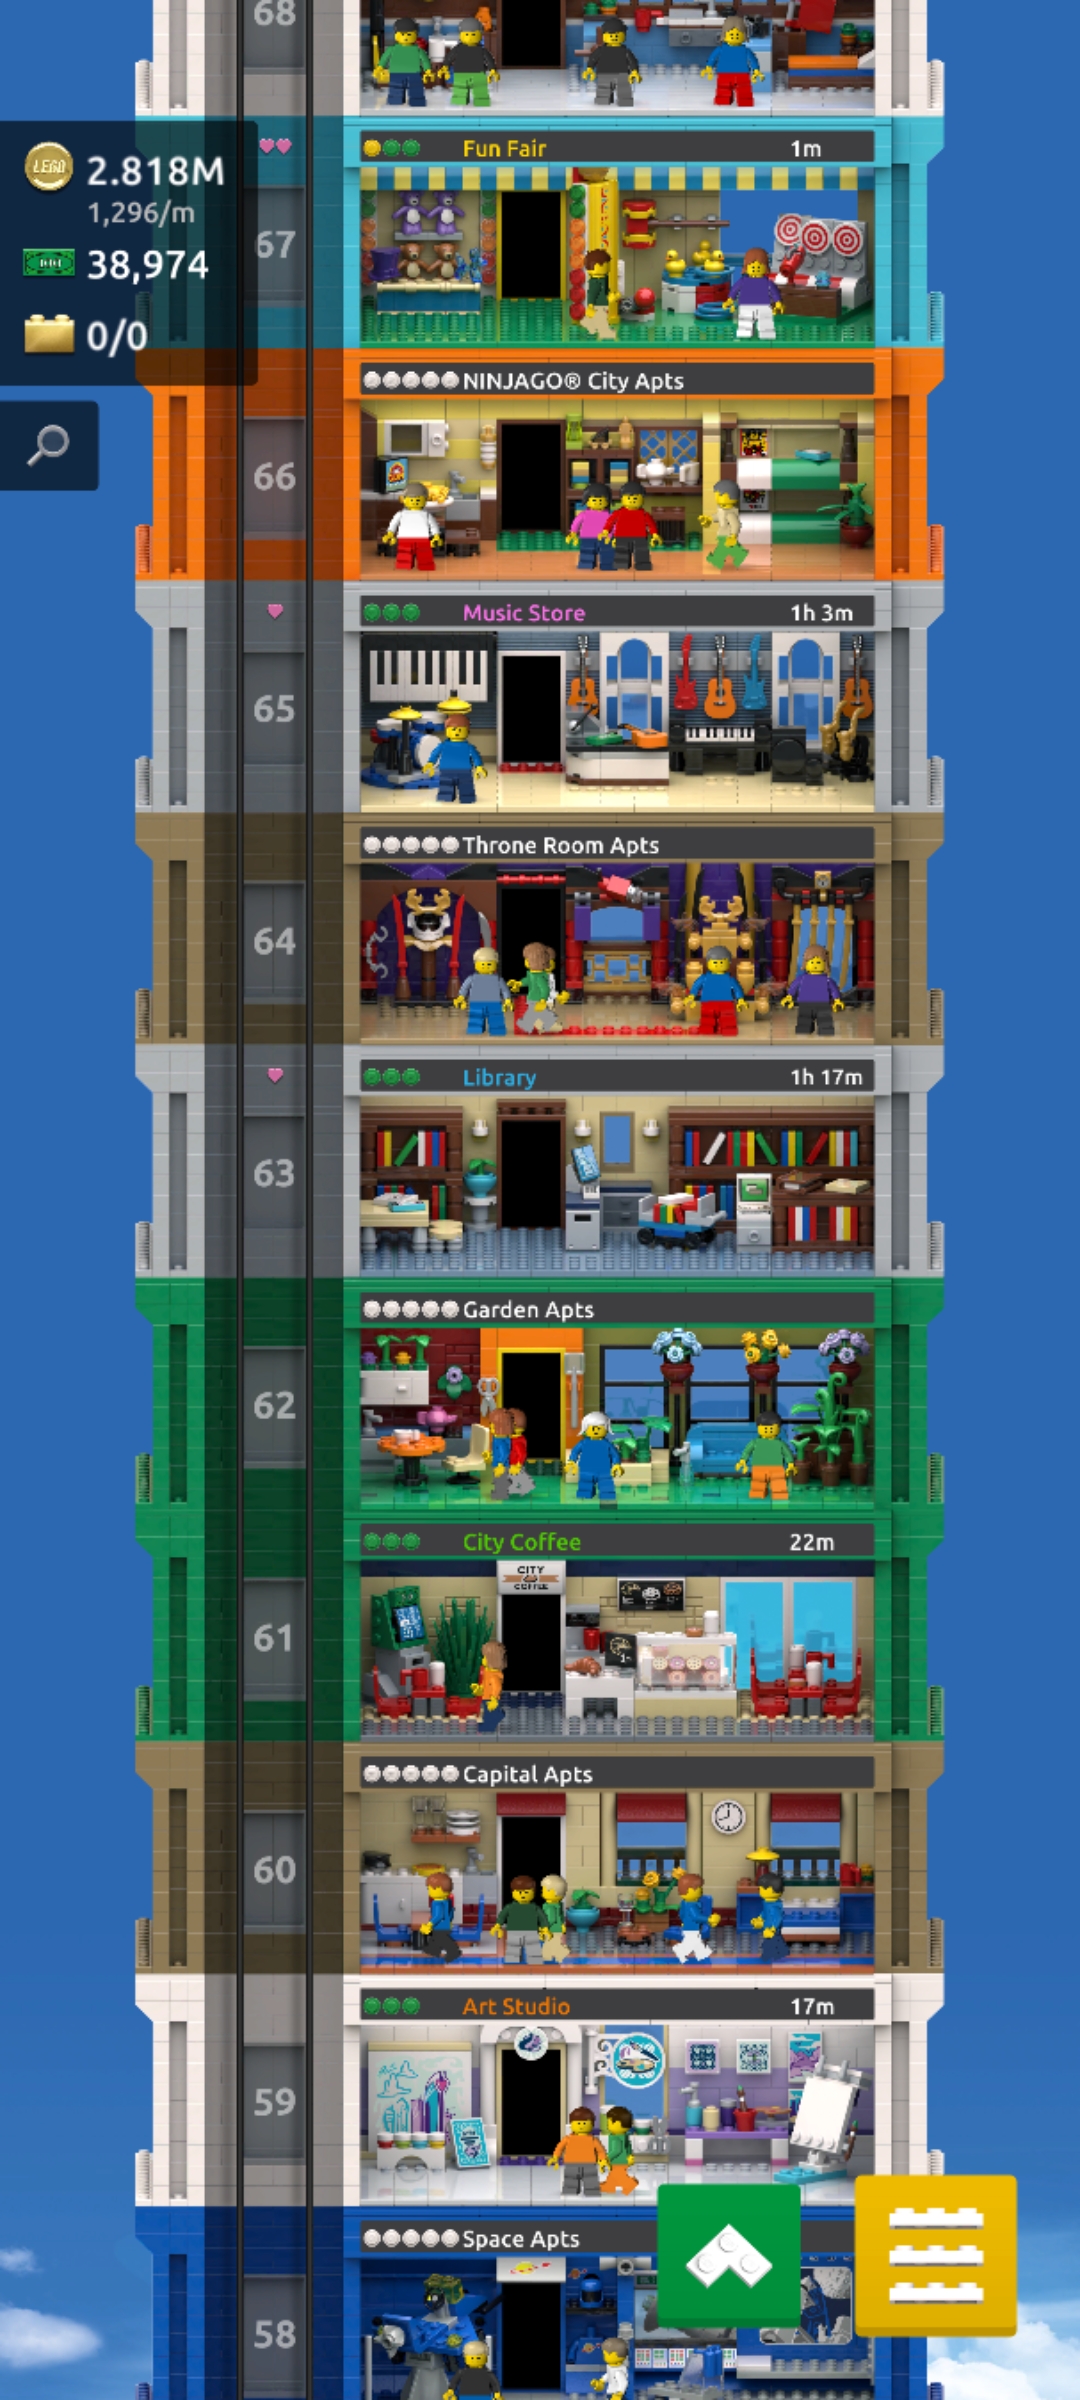 68
Fun Fair 1m
LEGO 2.818M
1,296/m
38,974
0/0
67
NINJAGO® City Apts
66
Music Store 1h 3m
65
Throne Room Apts
64
Library 1h 17m
63
Garden Apts
62
City Coffee 22m
CITY
COFFEE
61
Capital Apts
60
Art Studio 17m
59
Space Apts
58